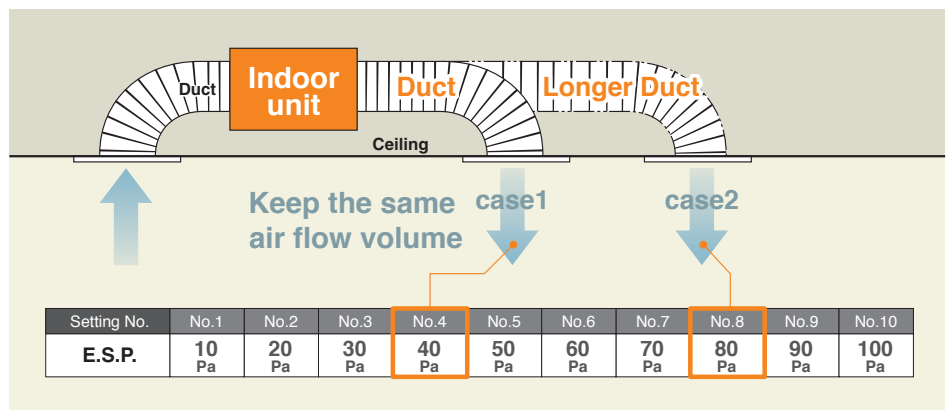 Duct
Indoor
unit
Duct
Longer Duct
Ceiling
Keep the same
air flow volume
case1
case2
Setting No. No.1 No.2 No.3 No.4 No.5 No.6 No.7 No.8 No.9 No.10
E.S.P. 10 Pa 20 Pa 30 Pa 40 Pa 50 Pa 60 Pa 70 Pa 80 Pa 90 Pa 100 Pa